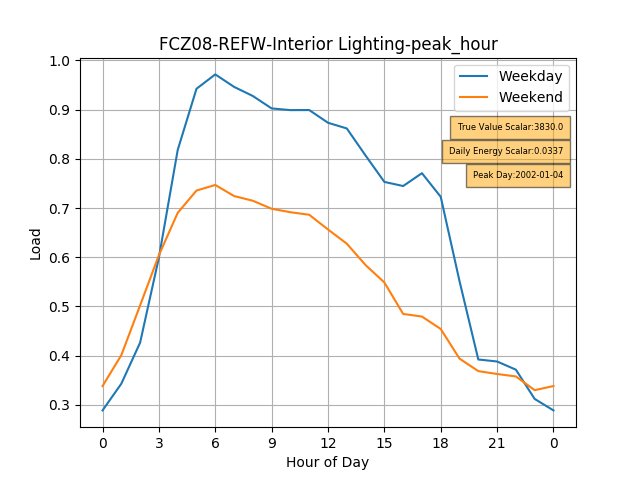 FCZ08-REFW-Interior Lighting-peak_hour
1.0
0.9
0.8
0.7
0.6
0.5
0.4
0.3
Load
Weekday
Weekend
True Value Scalar:3830.0
Daily Energy Scalar:0.0337
Peak Day:2002-01-04
0 3 6 9 12 15 18 21 0
Hour of Day